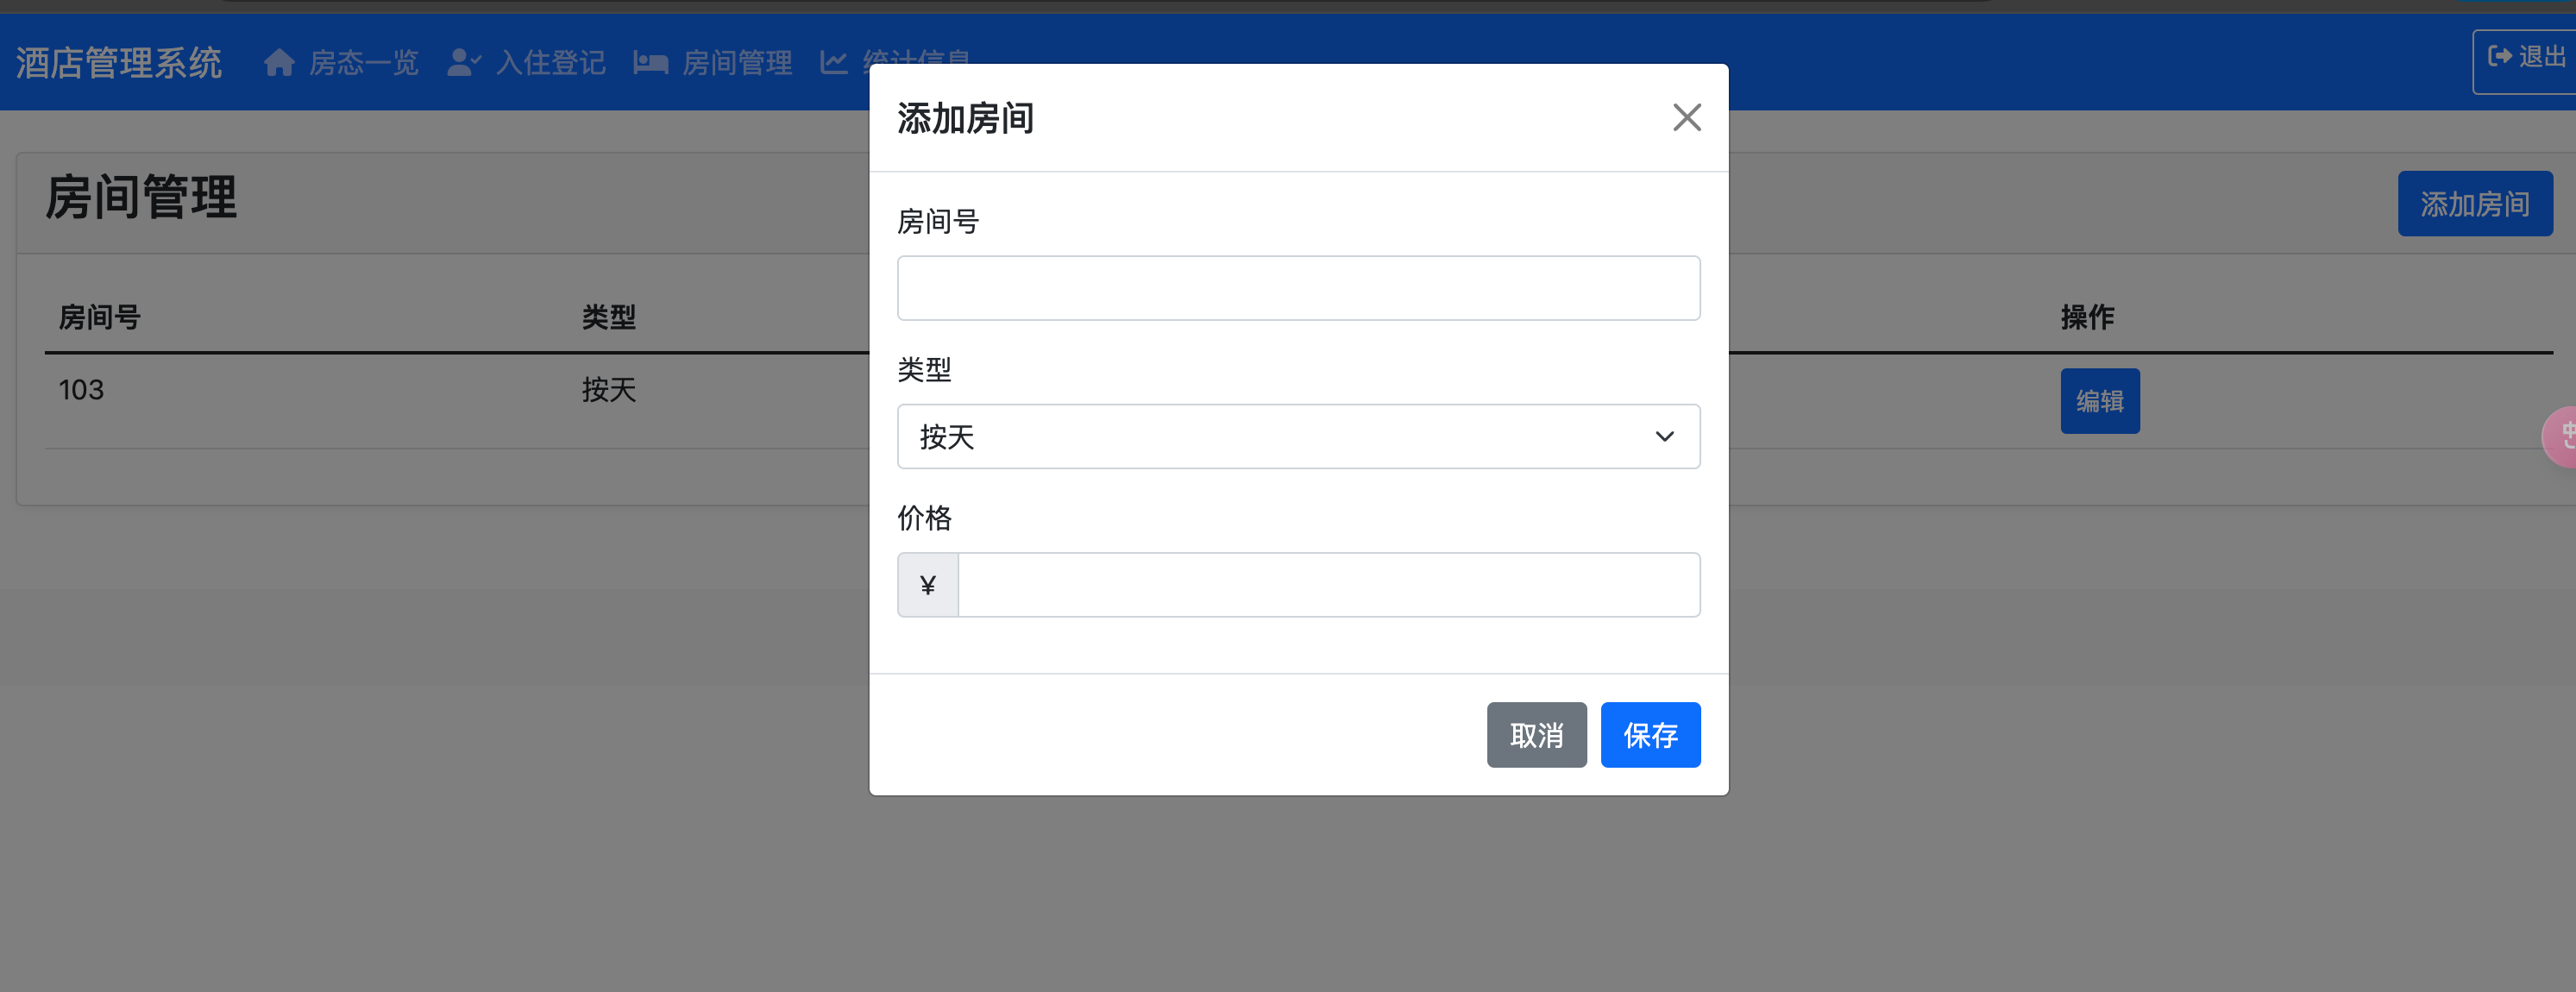 酒店管理系统 房态一览 入住登记 房间管理 统计信息 退出
添加房间
房间管理
添加房间
房间号
房间号 类型 操作
103 按天 编辑
类型
按天
价格
¥
取消 保存